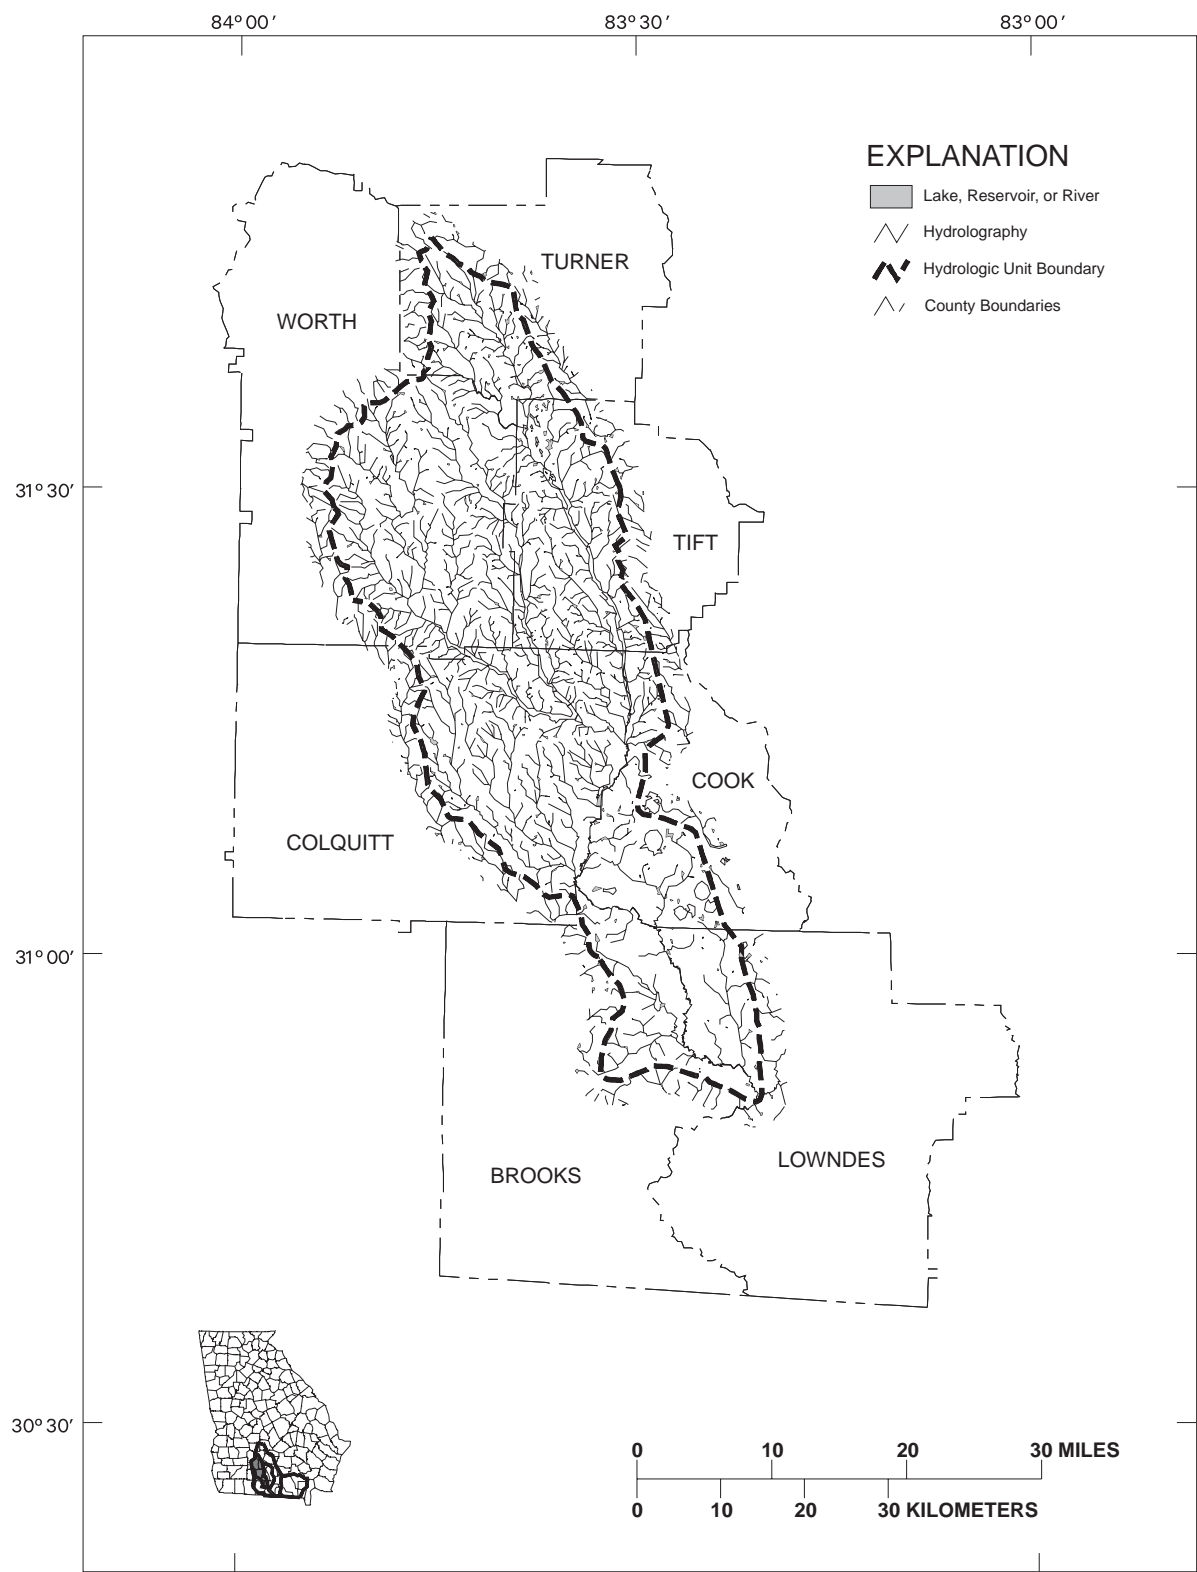 84° 00′ 83° 30′ 83° 00′
EXPLANATION
Lake, Reservoir, or River
Hydrolography
Hydrologic Unit Boundary
County Boundaries
TURNER
WORTH
31° 30′
TIFT
COOK
COLQUITT
31° 00′
LOWNDES
BROOKS
30° 30′
0 10 20 30 MILES
0 10 20 30 KILOMETERS